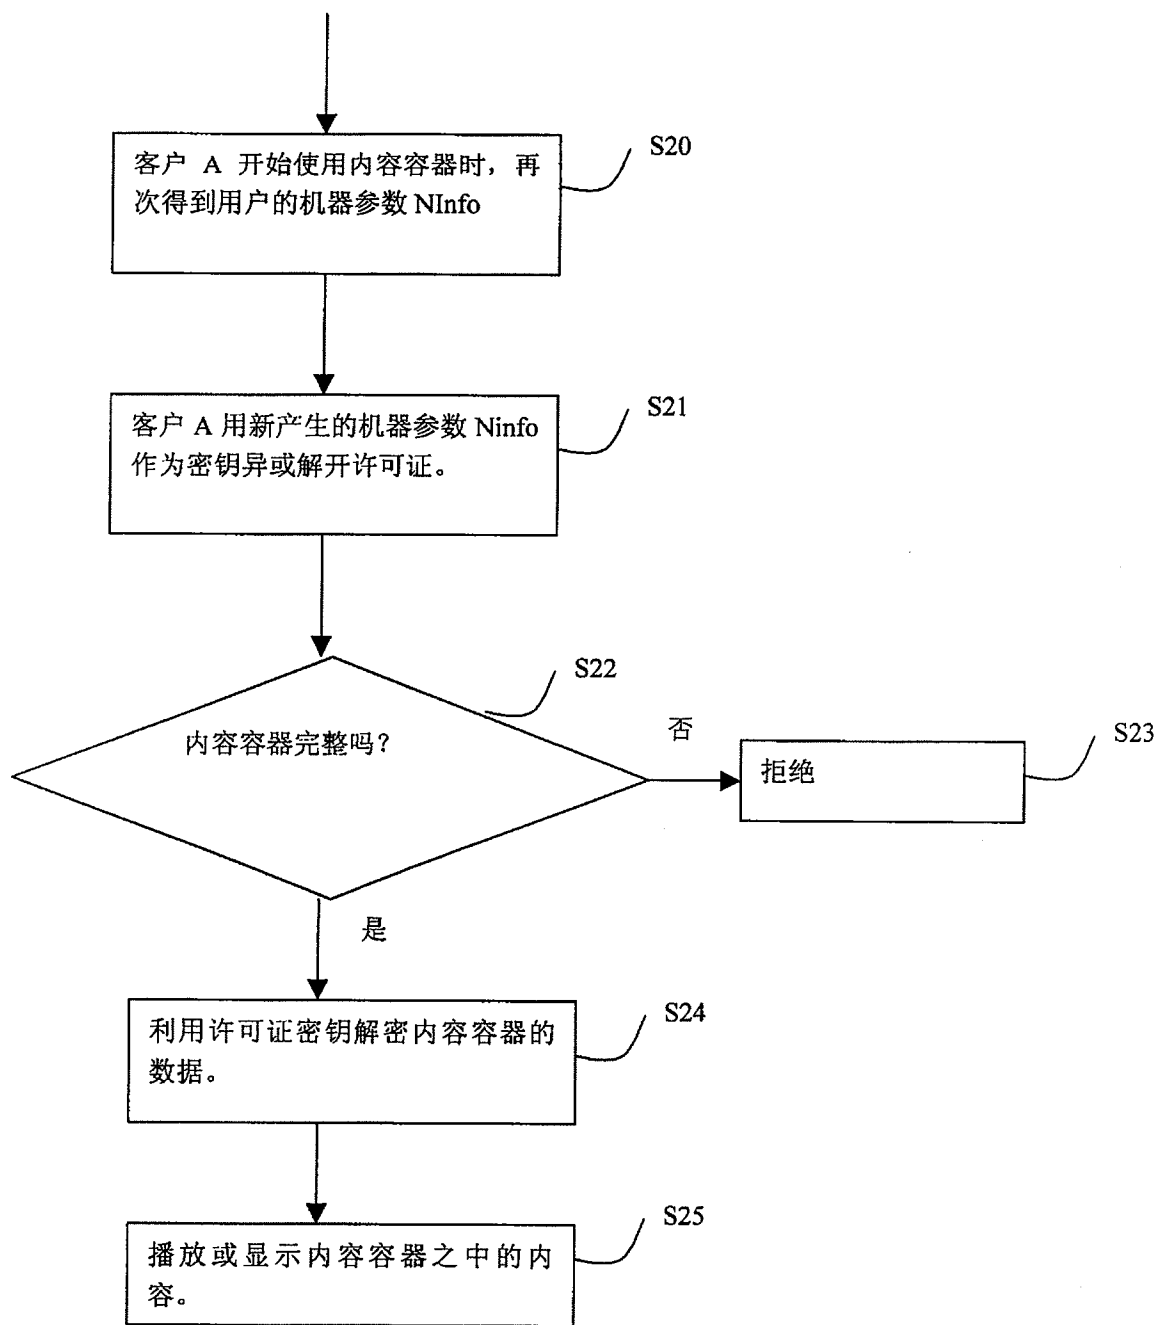 客户 A 开始使用内容容器时，再
次得到用户的机器参数 NInfo
S20
客户 A 用新产生的机器参数 Ninfo
作为密钥异或解开许可证。
S21
内容容器完整吗？
S22
否
拒绝
S23
是
利用许可证密钥解密内容容器的
数据。
S24
播放或显示内容容器之中的内
容。
S25